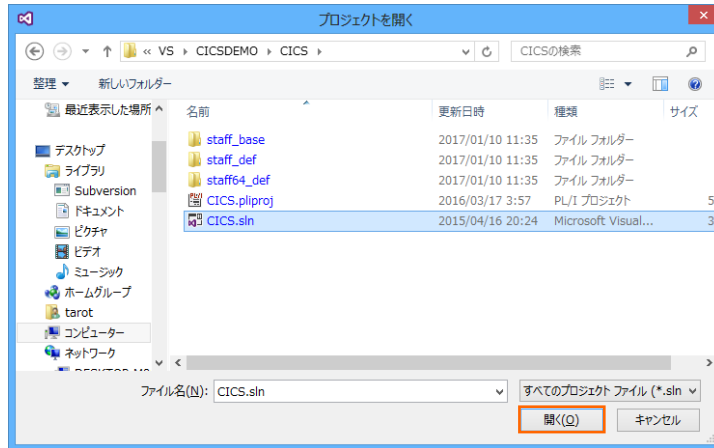 プロジェクトを開く
« VS CICSDEMO CICS
CICSの検索
整理 新しいフォルダー
最近表示した場所
デスクトップ
ライブラリ
Subversion
ドキュメント
ピクチャ
ビデオ
ミュージック
ホームグループ
tarot
コンピューター
ネットワーク
名前 更新日時 種類 サイズ
staff_base 2017/01/10 11:35 ファイル フォルダー
staff_def 2017/01/10 11:35 ファイル フォルダー
staff64_def 2017/01/10 11:35 ファイル フォルダー
CICS.pliproj 2016/03/17 3:57 PL/I プロジェクト 5
CICS.sln 2015/04/16 20:24 Microsoft Visual... 3
ファイル名(N): CICS.sln すべてのプロジェクト ファイル (*.sln
開く(O) キャンセル